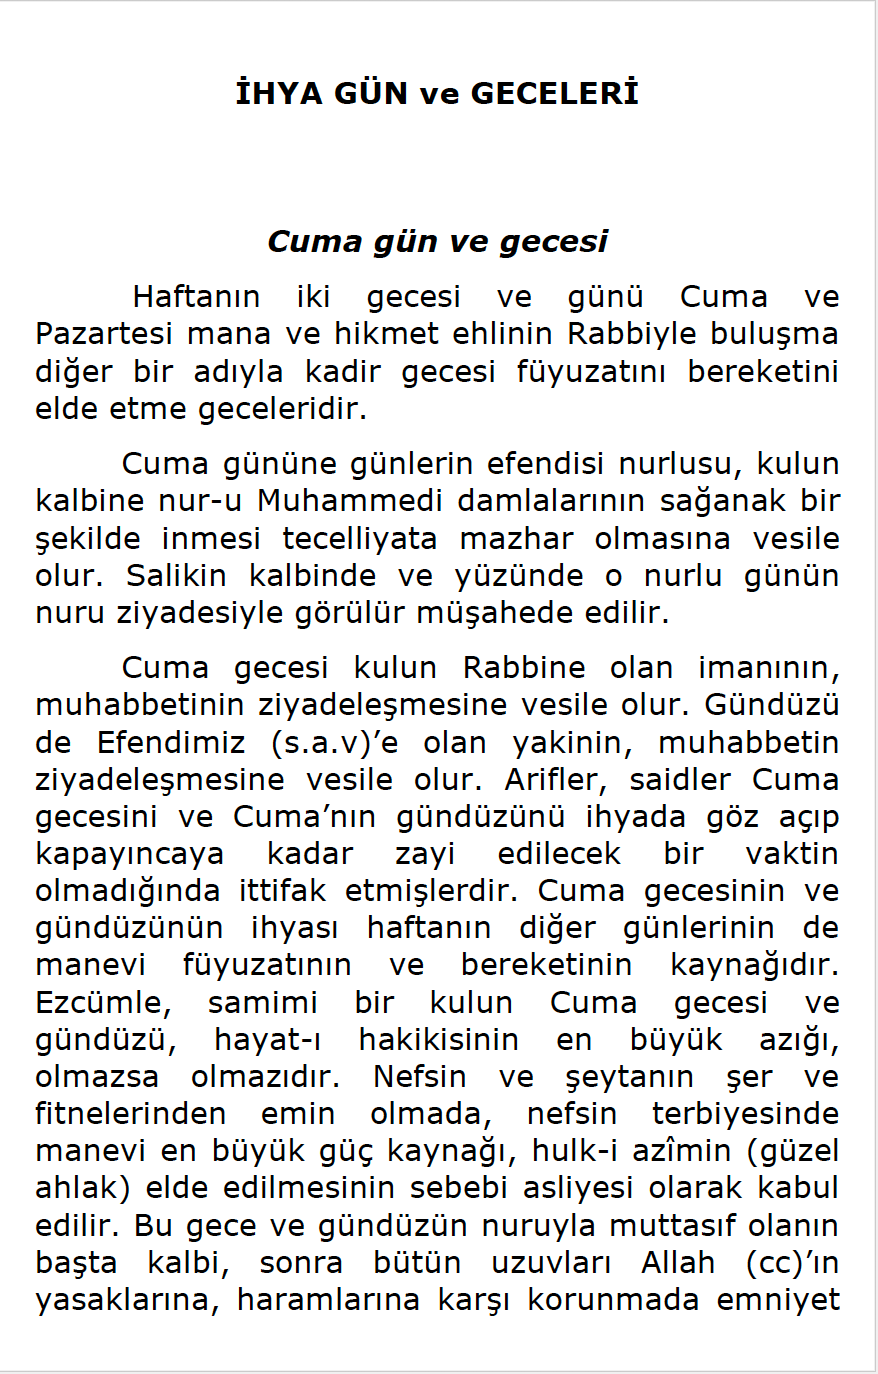 İHYA GÜN ve GECELERİ
Cuma gün ve gecesi
Haftanın iki gecesi ve günü Cuma ve
Pazartesi mana ve hikmet ehlinin Rabbiyle buluşma
diğer bir adıyla kadir gecesi füyuzatını bereketini
elde etme geceleridir.
Cuma gününe günlerin efendisi nurlusu, kulun
kalbine nur-u Muhammedi damlalarının sağanak bir
şekilde inmesi tecelliyata mazhar olmasına vesile
olur. Salikin kalbinde ve yüzünde o nurlu günün
nuru ziyadesiyle görülür müşahede edilir.
Cuma gecesi kulun Rabbine olan imanının,
muhabbetinin ziyadeleşmesine vesile olur. Gündüzü
de Efendimiz (s.a.v)’e olan yakinin, muhabbetin
ziyadeleşmesine vesile olur. Arifler, saidler Cuma
gecesini ve Cuma’nın gündüzünü ihyada göz açıp
kapayıncaya kadar zayi edilecek bir vaktin
olmadığında ittifak etmişlerdir. Cuma gecesinin ve
gündüzünün ihyası haftanın diğer günlerinin de
manevi füyuzatının ve bereketinin kaynağıdır.
Ezcümle, samimi bir kulun Cuma gecesi ve
gündüzü, hayat-ı hakikisinin en büyük azığı,
olmazsa olmazıdır. Nefsin ve şeytanın şer ve
fitnelerinden emin olmada, nefsin terbiyesinde
manevi en büyük güç kaynağı, hulk-i azîmin (güzel
ahlak) elde edilmesinin sebebi asliyesi olarak kabul
edilir. Bu gece ve gündüzün nuruyla muttasıf olanın
başta kalbi, sonra bütün uzuvları Allah (cc)’ın
yasaklarına, haramlarına karşı korunmada emniyet